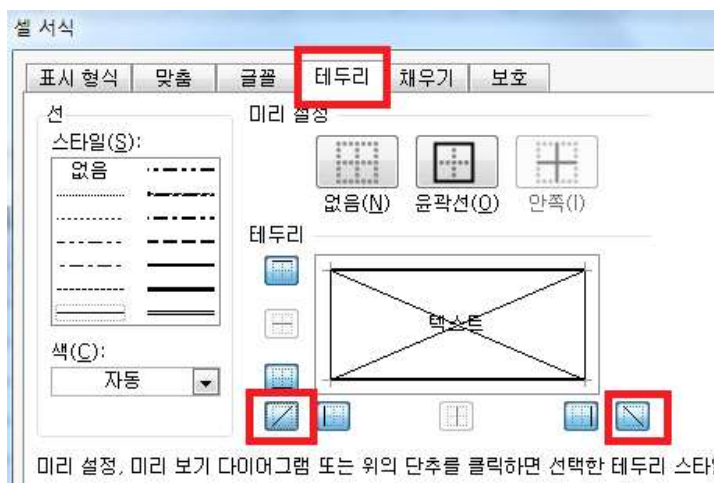 셀 서식
표시 형식 맞춤 글꼴 테두리 채우기 보호
선
스타일(S):
없음
색(C):
자동
미리 설정
없음(N) 윤곽선(O) 안쪽(I)
테두리
텍스트
미리 설정, 미리 보기 다이어그램 또는 위의 단추를 클릭하면 선택한 테두리 스타